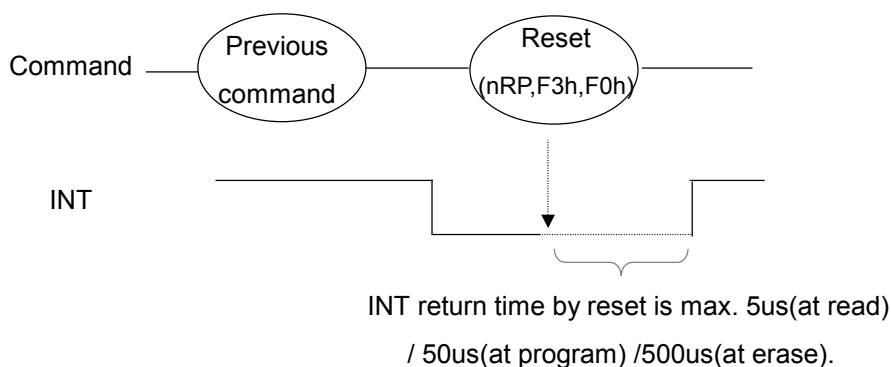 Command
Previous
command
Reset
(nRP,F3h,F0h)
INT
INT return time by reset is max. 5us(at read)
/ 50us(at program) /500us(at erase).